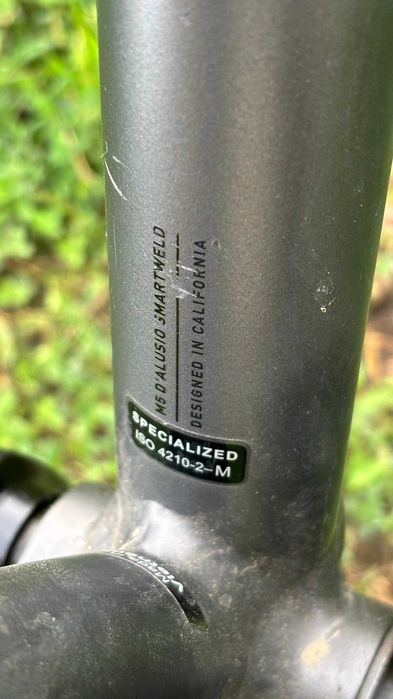 M5 D'ALUSIO SMARTWELD
DESIGNED IN CALIFORNIA
SPECIALIZED
ISO 4210-2-M